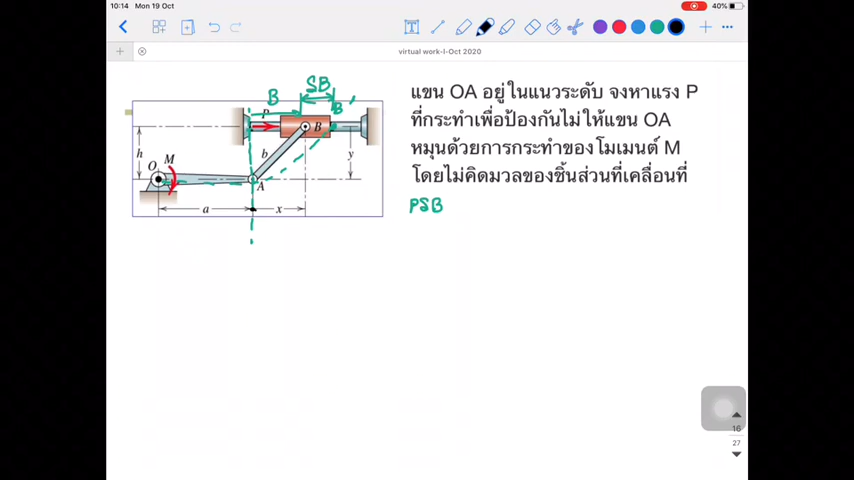 10:14 Mon 19 Oct
40%
virtual work-I-Oct 2020
แขน OA อยู่ในแนวระดับ จงหาแรง P
ที่กระทำเพื่อป้องกันไม่ให้แขน OA
หมุนด้วยการกระทำของโมเมนต์ M
โดยไม่คิดมวลของชิ้นส่วนที่เคลื่อนที่
PSB
SB
B
B'
P
B
h
O M
b
y
A
a
x
16
27